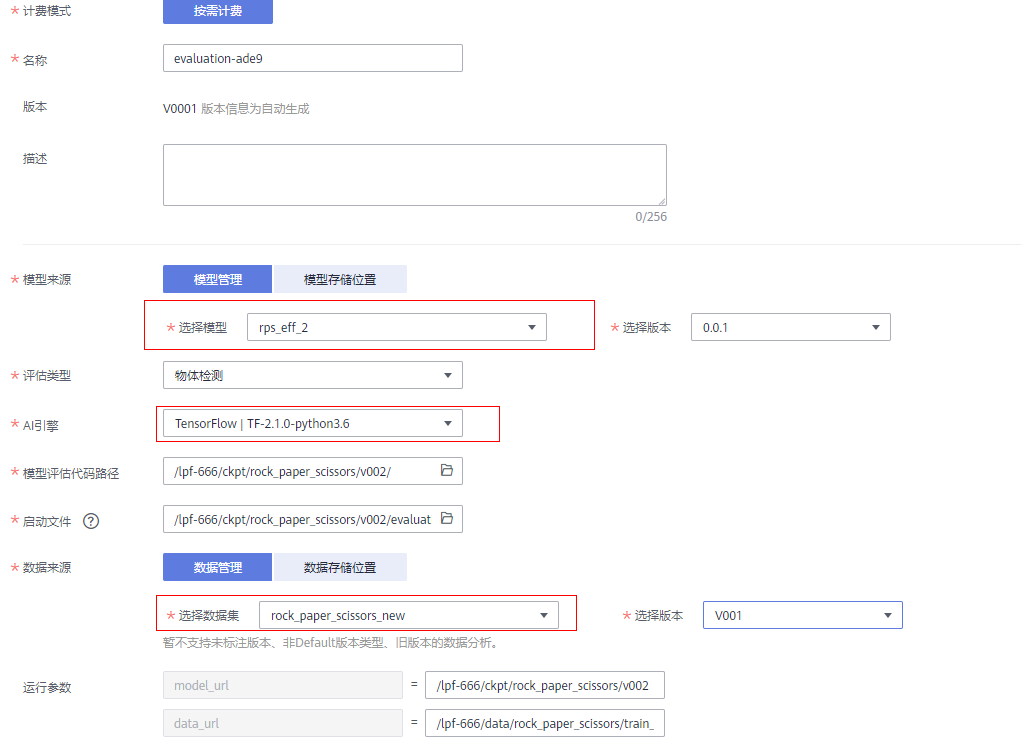 * 计费模式 按需计费
* 名称 evaluation-ade9
版本 V0001 版本信息为自动生成
描述
0/256
* 模型来源 模型管理 模型存储位置
* 选择模型 rps_eff_2 * 选择版本 0.0.1
* 评估类型 物体检测
* AI引擎 TensorFlow | TF-2.1.0-python3.6
* 模型评估代码路径 /lpf-666/ckpt/rock_paper_scissors/v002/
* 启动文件 ? /lpf-666/ckpt/rock_paper_scissors/v002/evaluat
* 数据来源 数据管理 数据存储位置
* 选择数据集 rock_paper_scissors_new * 选择版本 V001
暂不支持未标注版本、非Default版本类型、旧版本的数据分析。
运行参数 model_url = /lpf-666/ckpt/rock_paper_scissors/v002
data_url = /lpf-666/data/rock_paper_scissors/train_